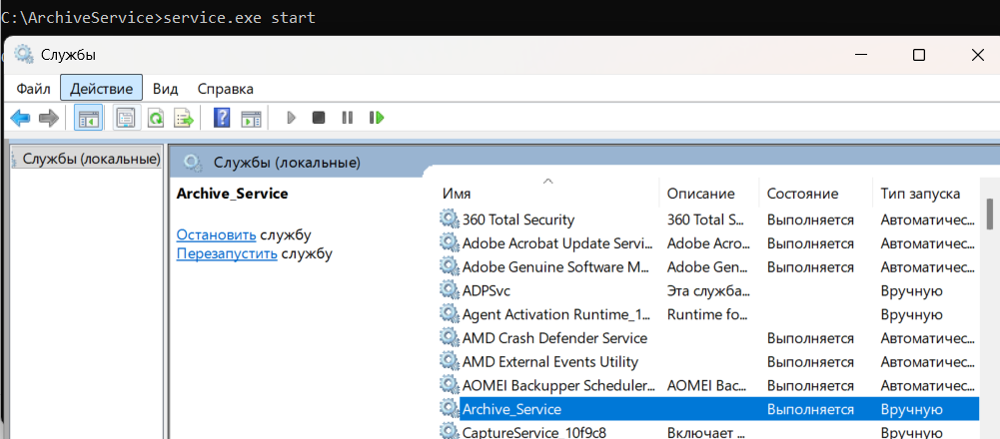 C:\ArchiveService>service.exe start
Службы
Файл Действие Вид Справка
Службы (локальные)
Службы (локальные)
Archive_Service
Остановить службу
Перезапустить службу
Имя Описание Состояние Тип запуска
360 Total Security 360 Total S... Выполняется Автоматичес...
Adobe Acrobat Update Servi... Adobe Acro... Выполняется Автоматичес...
Adobe Genuine Software M... Adobe Gen... Выполняется Автоматичес...
ADPSvc Эта служба... Вручную
Agent Activation Runtime_1... Runtime fo... Вручную
AMD Crash Defender Service Выполняется Автоматичес...
AMD External Events Utility Выполняется Автоматичес...
AOMEI Backupper Scheduler... AOMEI Bac... Выполняется Автоматичес...
Archive_Service Выполняется Вручную
CaptureService_10f9c8 Включает ... Вручную